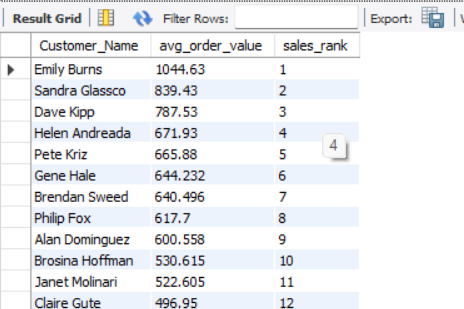 Result Grid Filter Rows: Export:
Customer_Name avg_order_value sales_rank
Emily Burns 1044.63 1
Sandra Glassco 839.43 2
Dave Kipp 787.53 3
Helen Andreada 671.93 4
4
Pete Kriz 665.88 5
Gene Hale 644.232 6
Brendan Sweed 640.496 7
Philip Fox 617.7 8
Alan Dominguez 600.558 9
Brosina Hoffman 530.615 10
Janet Molinari 522.605 11
Claire Gute 496.95 12